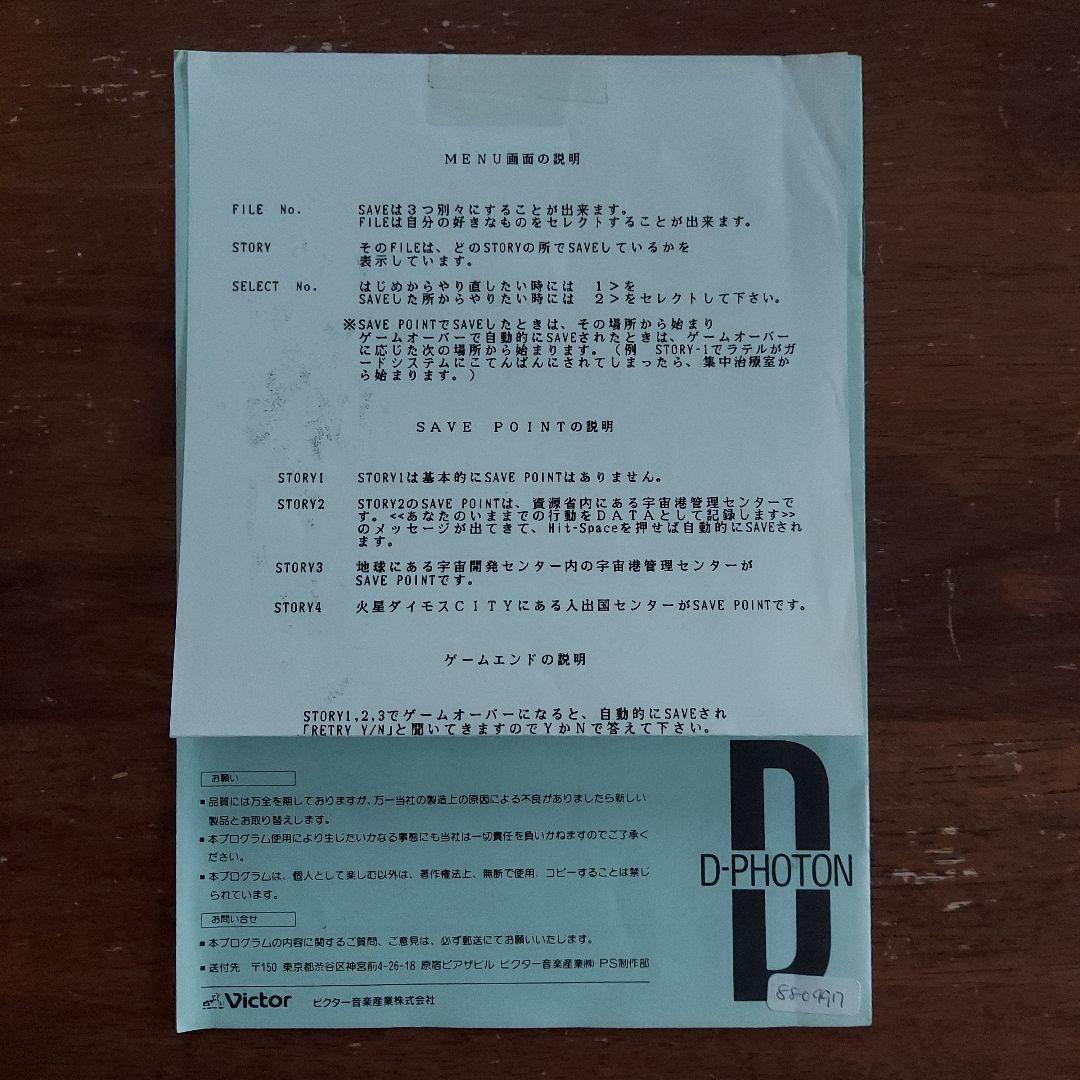 MENU画面の説明
FILE No. SAVEは3つ別々にすることが出来ます。
FILEは自分の好きなものをセレクトすることが出来ます。
STORY そのFILEは、どのSTORYの所でSAVEしているかを
表示しています。
SELECT No. はじめからやり直したい時には 1>を
SAVEした所からやりたい時には 2>をセレクトして下さい。
※SAVE POINTでSAVEしたときは、その場所から始まり
ゲームオーバーで自動的にSAVEされたときは、ゲームオーバー
に応じた次の場所から始まります。(例 STORY-1でラテルがガ
ードシステムにこてんぱんにされてしまったら、集中治療室か
ら始まります。)
SAVE POINTの説明
STORY1 STORY1は基本的にSAVE POINTはありません。
STORY2 STORY2のSAVE POINTは、資源省内にある宇宙港管理センターで
す。<<あなたのいままでの行動をDATAとして記録します>>
のメッセージが出てきて、Hit-Spaceを押せば自動的にSAVEされ
ます。
STORY3 地球にある宇宙開発センター内の宇宙港管理センターが
SAVE POINTです。
STORY4 火星ダイモスCITYにある入出国センターがSAVE POINTです。
ゲームエンドの説明
STORY1,2,3でゲームオーバーになると、自動的にSAVEされ
「RETRY Y/N」と聞いてきますのでYかNで答えて下さい。
お願い
■品質には万全を期しておりますが、万一当社の製造上の原因による不良がありましたら新しい
製品とお取り替えします。
■本プログラム使用により生じたいかなる事態にも当社は一切責任を負いかねますのでご了承く
ださい。
■本プログラムは、個人として楽しむ以外は、著作権法上、無断で使用、コピーすることは禁じ
られています。
お問い合せ
■本プログラムの内容に関するご質問、ご意見は、必ず郵送にてお願いいたします。
■送付先 〒150 東京都渋谷区神宮前4-26-18 原宿ピアザビル ビクター音楽産業㈱ PS制作部
Victor ビクター音楽産業株式会社
D-PHOTON
8809917